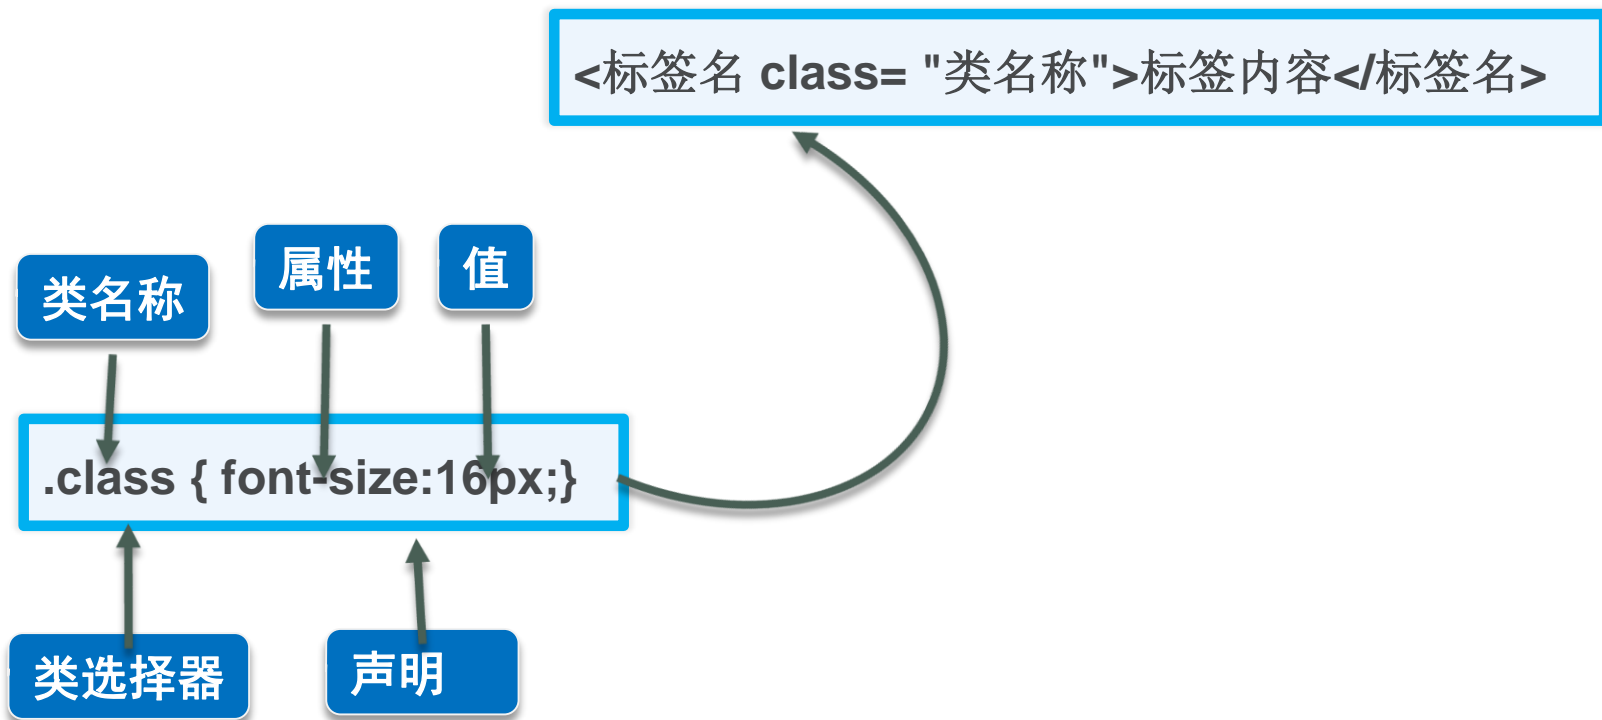 <标签名 class= "类名称">标签内容</标签名>
类名称
属性
值
.class { font-size:16px;}
类选择器
声明